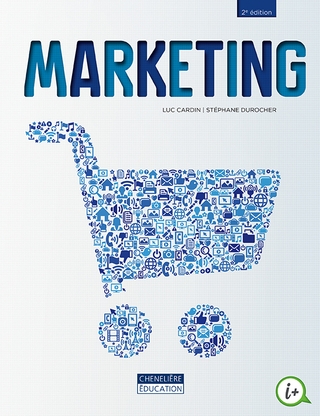 2e édition
MARKETING
LUC CARDIN | STÉPHANE DUROCHER
CHENELIÈRE
ÉDUCATION
i+